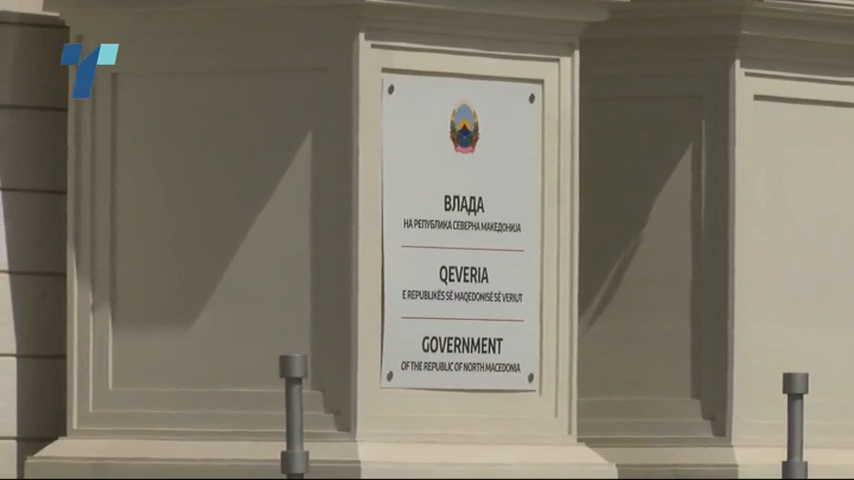 ВЛАДА
НА РЕПУБЛИКА СЕВЕРНА МАКЕДОНИЈА
QEVERIA
E REPUBLIKËS SË MAQEDONISË SË VERIUT
GOVERNMENT
OF THE REPUBLIC OF NORTH MACEDONIA